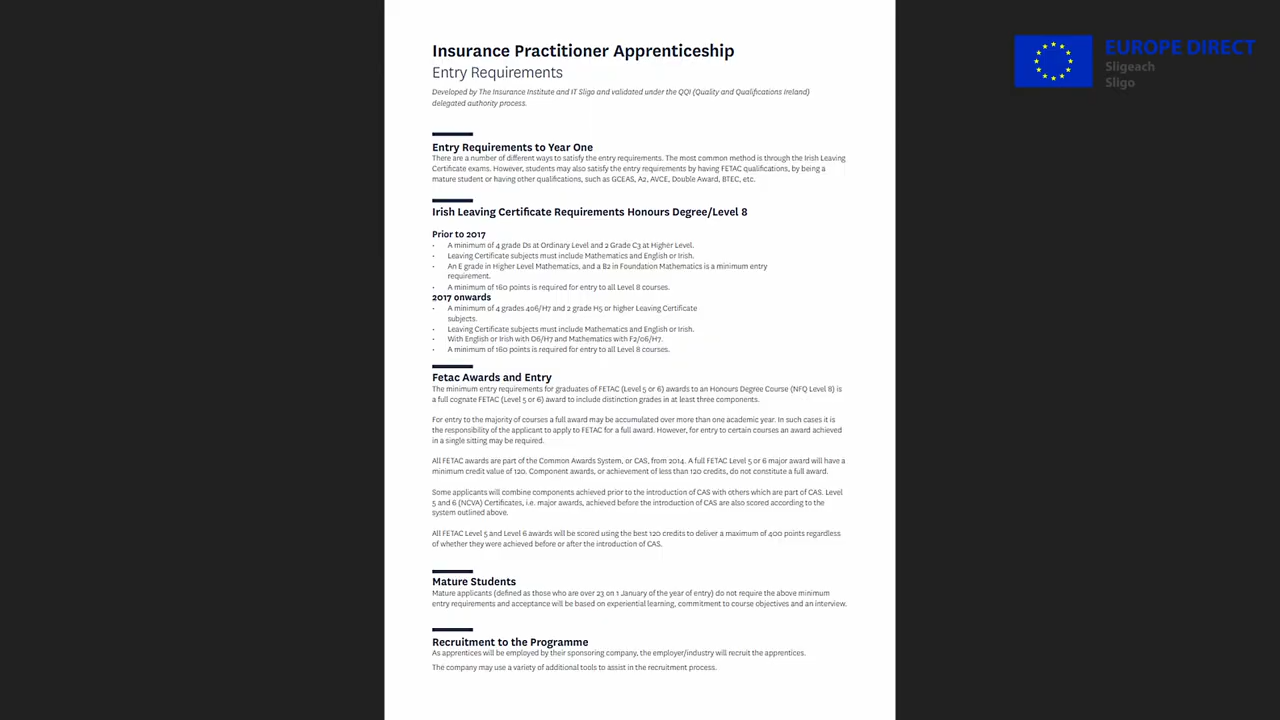 Insurance Practitioner Apprenticeship
Entry Requirements
Developed by The Insurance Institute and IT Sligo and validated under the QQI (Quality and Qualifications Ireland)
delegated authority process.
Entry Requirements to Year One
There are a number of different ways to satisfy the entry requirements. The most common method is through the Irish Leaving
Certificate exams. However, students may also satisfy the entry requirements by having FETAC qualifications, by being a
mature student or having other qualifications, such as GCEAS, A2, AVCE, Double Award, BTEC, etc.
Irish Leaving Certificate Requirements Honours Degree/Level 8
Prior to 2017
• A minimum of 4 grade Ds at Ordinary Level and 2 Grade C3 at Higher Level.
• Leaving Certificate subjects must include Mathematics and English or Irish.
• An E grade in Higher Level Mathematics, and a B2 in Foundation Mathematics is a minimum entry
requirement.
• A minimum of 160 points is required for entry to all Level 8 courses.
2017 onwards
• A minimum of 4 grades 4o6/H7 and 2 grade H5 or higher Leaving Certificate
subjects.
• Leaving Certificate subjects must include Mathematics and English or Irish.
• With English or Irish with O6/H7 and Mathematics with F2/o6/H7.
• A minimum of 160 points is required for entry to all Level 8 courses.
Fetac Awards and Entry
The minimum entry requirements for graduates of FETAC (Level 5 or 6) awards to an Honours Degree Course (NFQ Level 8) is
a full cognate FETAC (Level 5 or 6) award to include distinction grades in at least three components.
For entry to the majority of courses a full award may be accumulated over more than one academic year. In such cases it is
the responsibility of the applicant to apply to FETAC for a full award. However, for entry to certain courses an award achieved
in a single sitting may be required.
All FETAC awards are part of the Common Awards System, or CAS, from 2014. A full FETAC Level 5 or 6 major award will have a
minimum credit value of 120. Component awards, or achievement of less than 120 credits, do not constitute a full award.
Some applicants will combine components achieved prior to the introduction of CAS with others which are part of CAS. Level
5 and 6 (NCVA) Certificates, i.e. major awards, achieved before the introduction of CAS are also scored according to the
system outlined above.
All FETAC Level 5 and Level 6 awards will be scored using the best 120 credits to deliver a maximum of 400 points regardless
of whether they were achieved before or after the introduction of CAS.
Mature Students
Mature applicants (defined as those who are over 23 on 1 January of the year of entry) do not require the above minimum
entry requirements and acceptance will be based on experiential learning, commitment to course objectives and an interview.
Recruitment to the Programme
As apprentices will be employed by their sponsoring company, the employer/industry will recruit the apprentices.
The company may use a variety of additional tools to assist in the recruitment process.
EUROPE DIRECT
Sligeach
Sligo